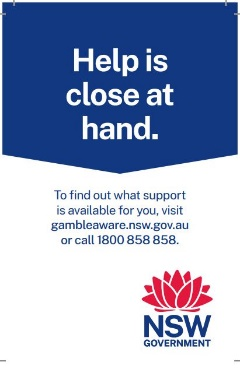 Help is
close at
hand.
To find out what support
is available for you, visit
gambleaware.nsw.gov.au
or call 1800 858 858.
NSW
GOVERNMENT